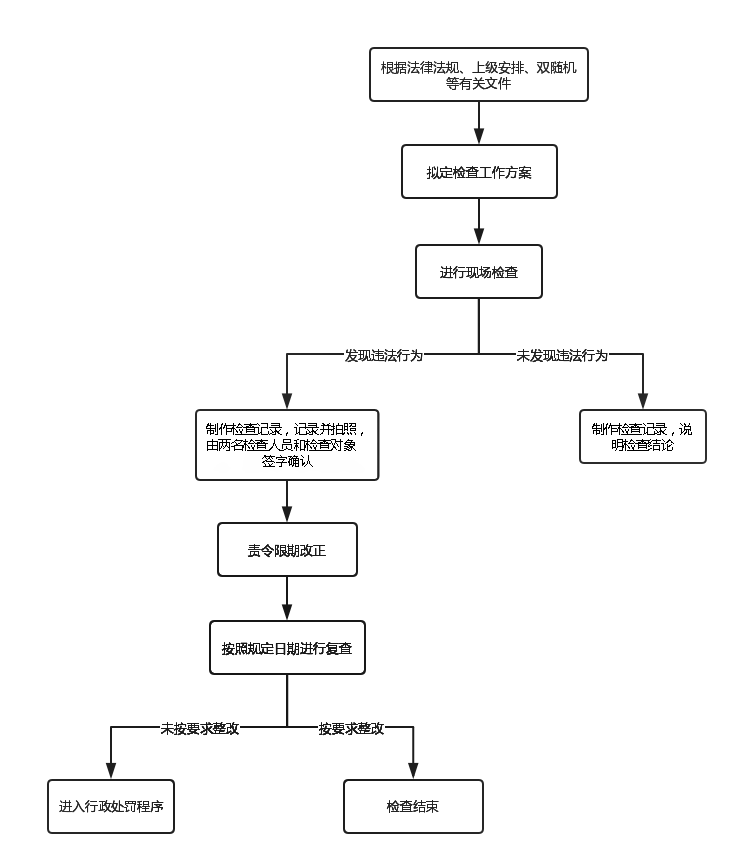 根据法律法规、上级安排、双随机
等有关文件
拟定检查工作方案
进行现场检查
发现违法行为
未发现违法行为
制作检查记录，记录并拍照，
由两名检查人员和检查对象
签字确认
制作检查记录，说
明检查结论
责令限期改正
按照规定日期进行复查
未按要求整改
按要求整改
进入行政处罚程序
检查结束